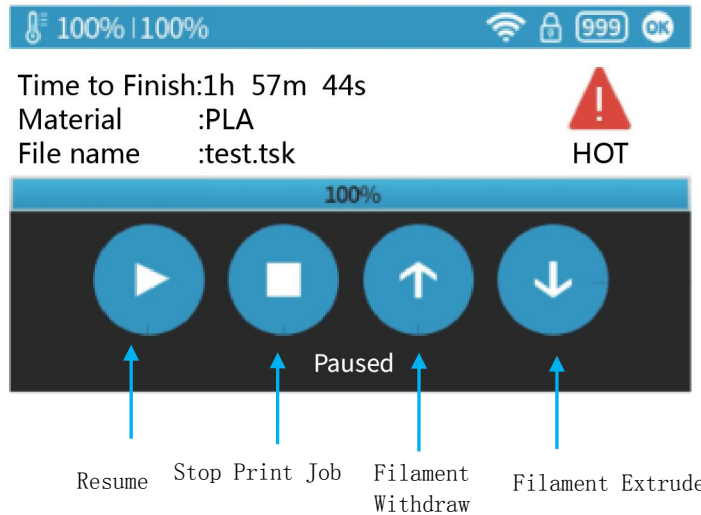 100% | 100% 999 OK
Time to Finish:1h 57m 44s
Material :PLA
File name :test.tsk
HOT
100%
Paused
Resume
Stop Print Job
Filament
Withdraw
Filament Extrude